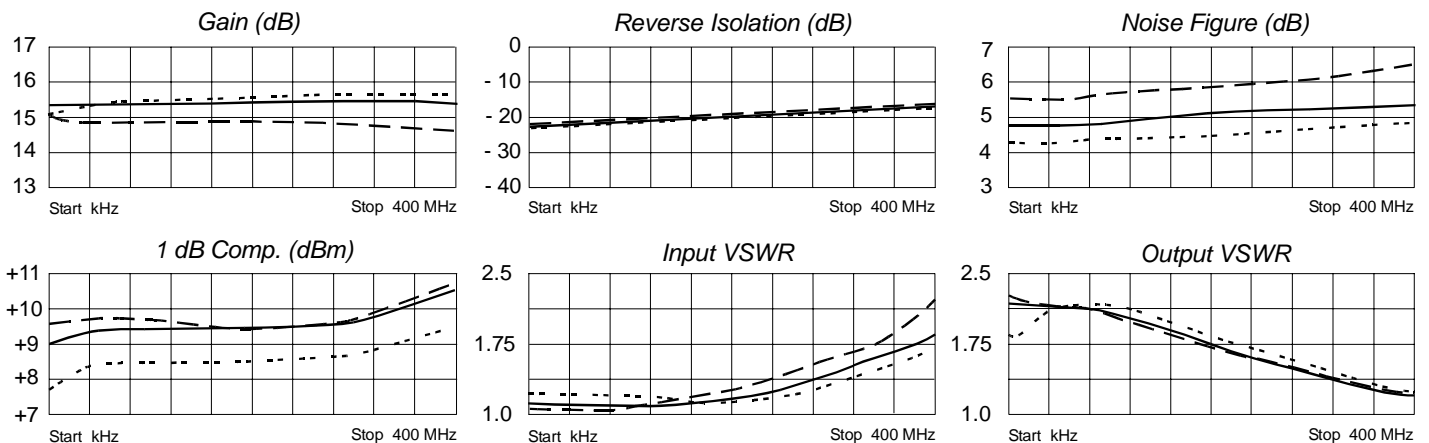 Gain (dB)
17
16
15
14
13
Start kHz
Stop 400 MHz
Reverse Isolation (dB)
0
- 10
- 20
- 30
- 40
Start kHz
Stop 400 MHz
Noise Figure (dB)
7
6
5
4
3
Start kHz
Stop 400 MHz
1 dB Comp. (dBm)
+11
+10
+9
+8
+7
Start kHz
Stop 400 MHz
Input VSWR
2.5
1.75
1.0
Start kHz
Stop 400 MHz
Output VSWR
2.5
1.75
1.0
Start kHz
Stop 400 MHz